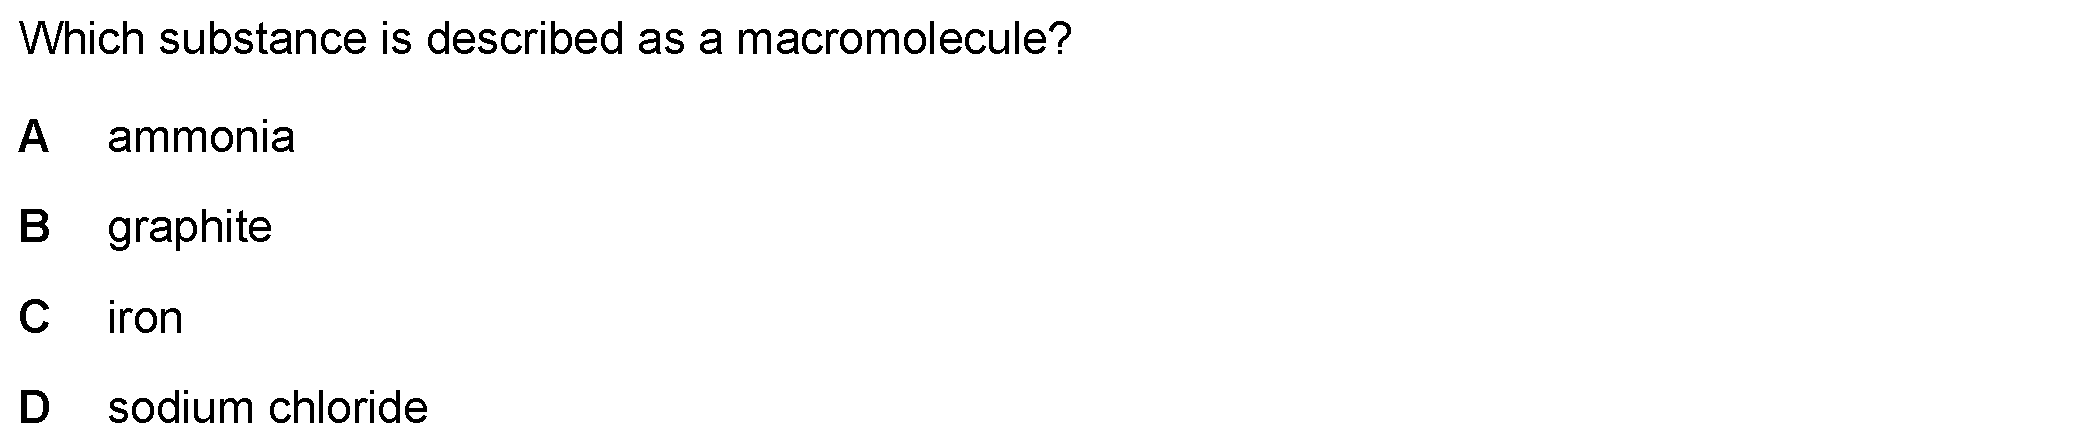 Which substance is described as a macromolecule?
A ammonia
B graphite
C iron
D sodium chloride